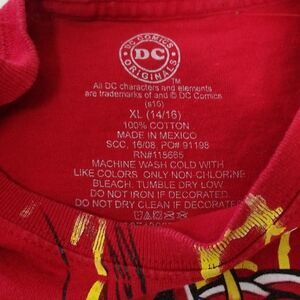 DC COMICS
DC
ORIGINALS
TM
All DC characters and elements
are trademarks of and © DC Comics
(s10)
XL (14/16)
100% COTTON
MADE IN MEXICO
SCC, 16/08, PO# 91198
RN#118685
MACHINE WASH COLD WITH
LIKE COLORS. ONLY NON-CHLORINE
BLEACH. TUMBLE DRY LOW.
DO NOT IRON IF DECORATED.
DO NOT DRY CLEAN IF DECORATED